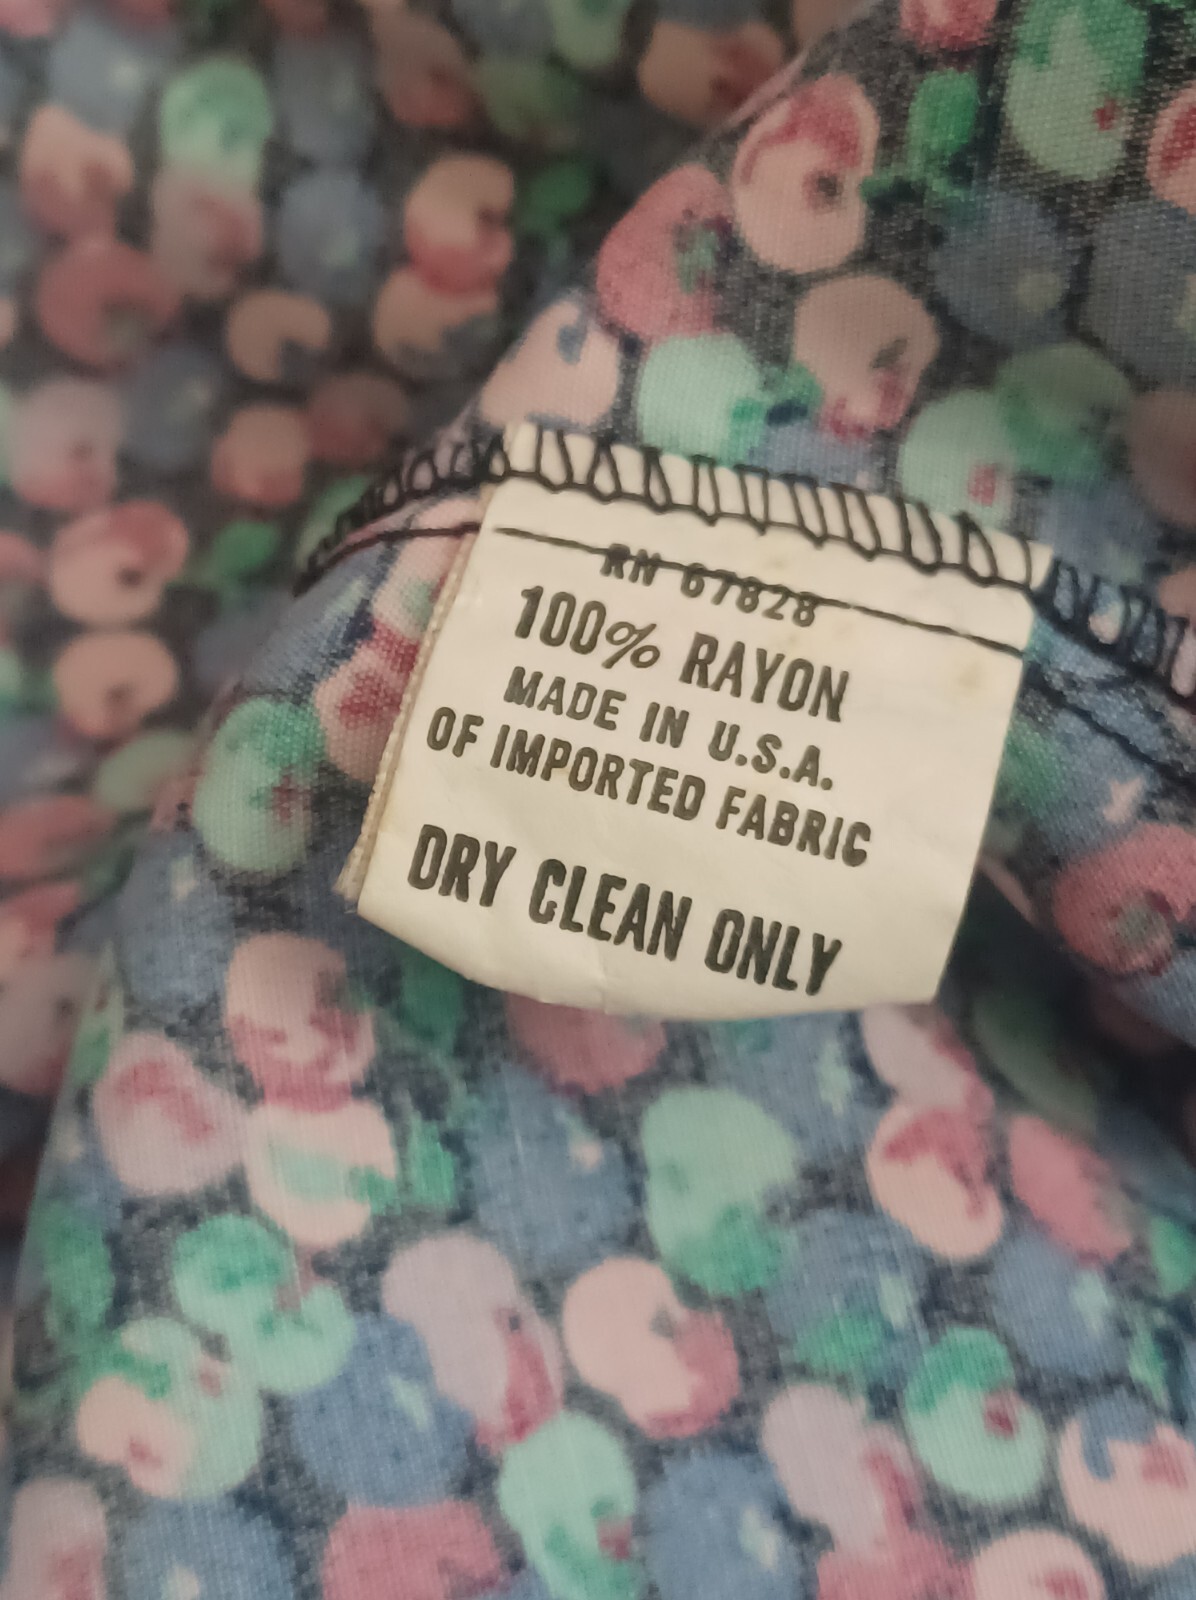 RN 67828
100% RAYON
MADE IN U.S.A.
OF IMPORTED FABRIC
DRY CLEAN ONLY